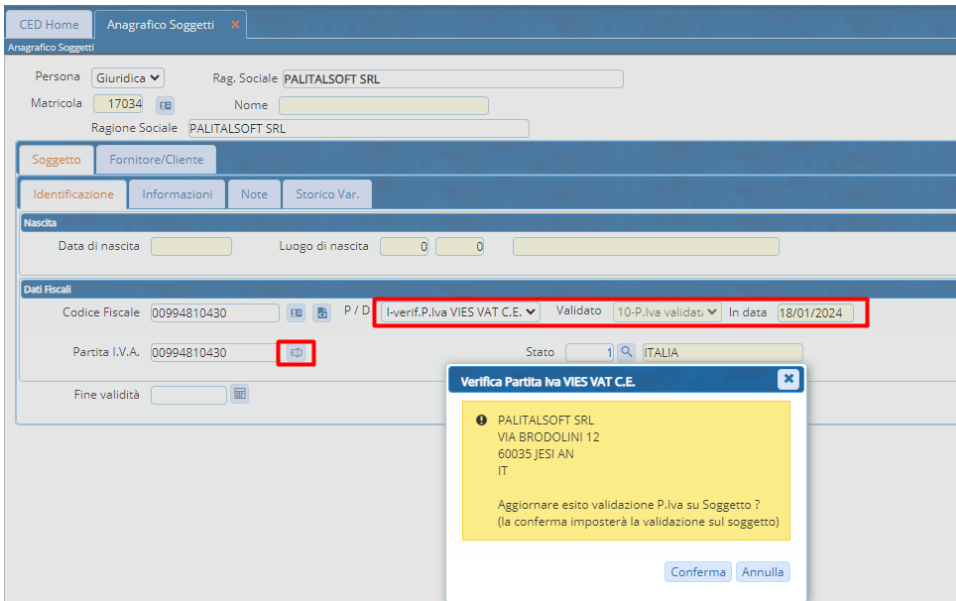 CED Home Anagrafico Soggetti ×
Anagrafico Soggetti
Persona Giuridica Rag. Sociale PALITALSOFT SRL
Matricola 17034 Nome
Ragione Sociale PALITALSOFT SRL
Soggetto Fornitore/Cliente
Identificazione Informazioni Note Storico Var.
Nascita
Data di nascita Luogo di nascita 0 0
Dati Fiscali
Codice Fiscale 00994810430 P / D I-verif.P.Iva VIES VAT C.E. Validato 10-P.Iva validata In data 18/01/2024
Partita I.V.A. 00994810430 Stato 1 ITALIA
Fine validità
Verifica Partita Iva VIES VAT C.E.
PALITALSOFT SRL
VIA BRODOLINI 12
60035 JESI AN
IT
Aggiornare esito validazione P.Iva su Soggetto ?
(la conferma imposterà la validazione sul soggetto)
Conferma Annulla